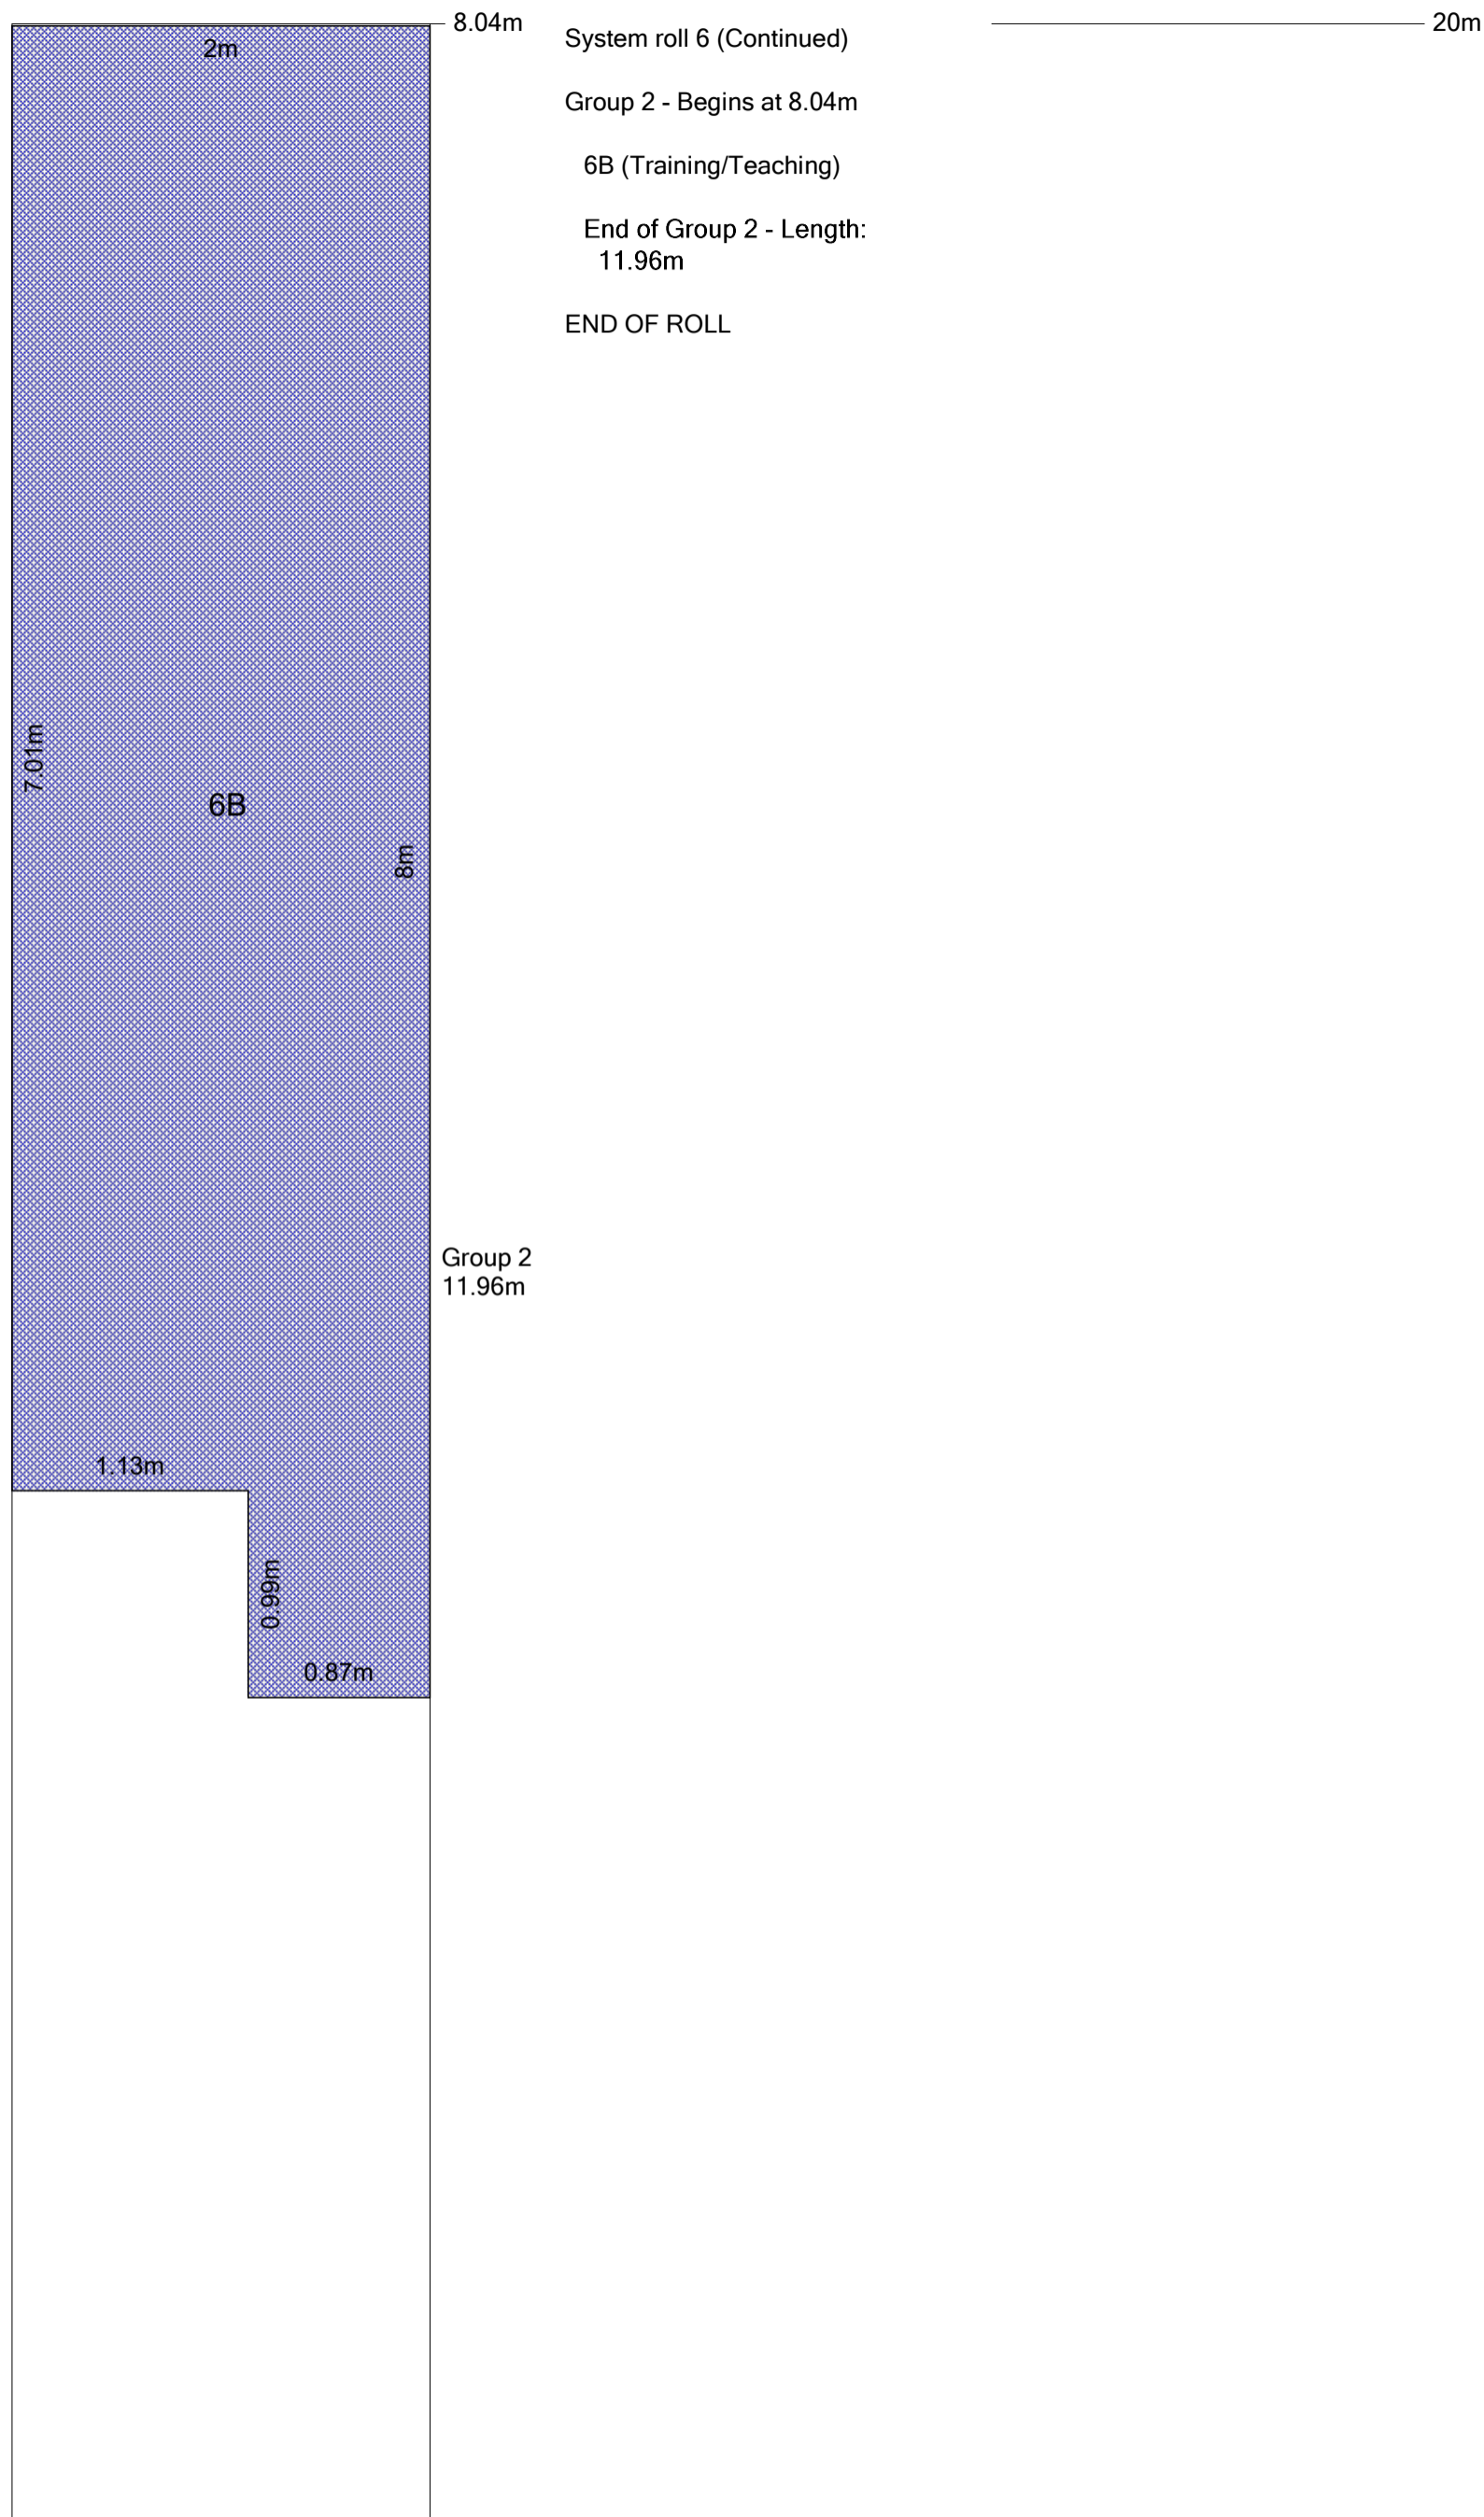 8.04m
20m
2m
System roll 6 (Continued)
Group 2 - Begins at 8.04m
6B (Training/Teaching)
End of Group 2 - Length:
11.96m
END OF ROLL
7.01m
6B
8m
Group 2
11.96m
1.13m
0.99m
0.87m